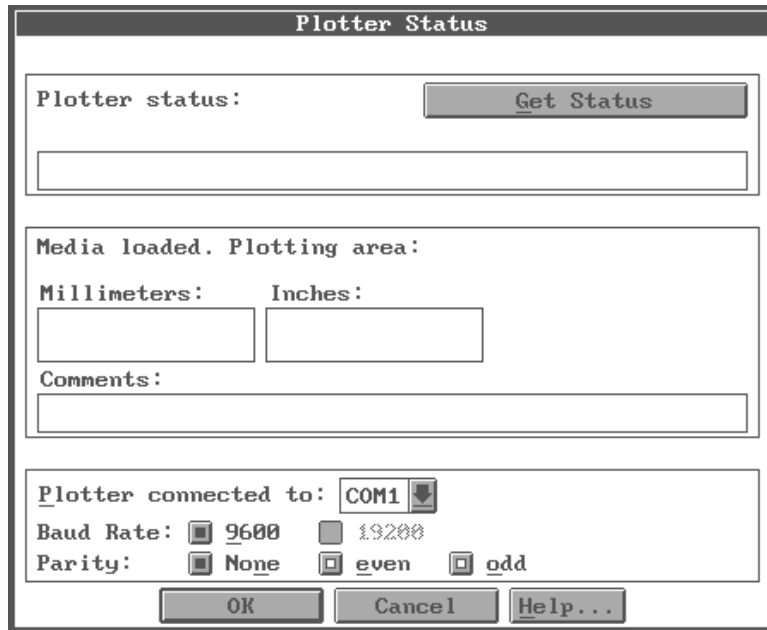 Plotter Status
Plotter status: Get Status
Media loaded. Plotting area:
Millimeters: Inches:
Comments:
Plotter connected to: COM1
Baud Rate: 9600 19200
Parity: None even odd
OK Cancel Help...